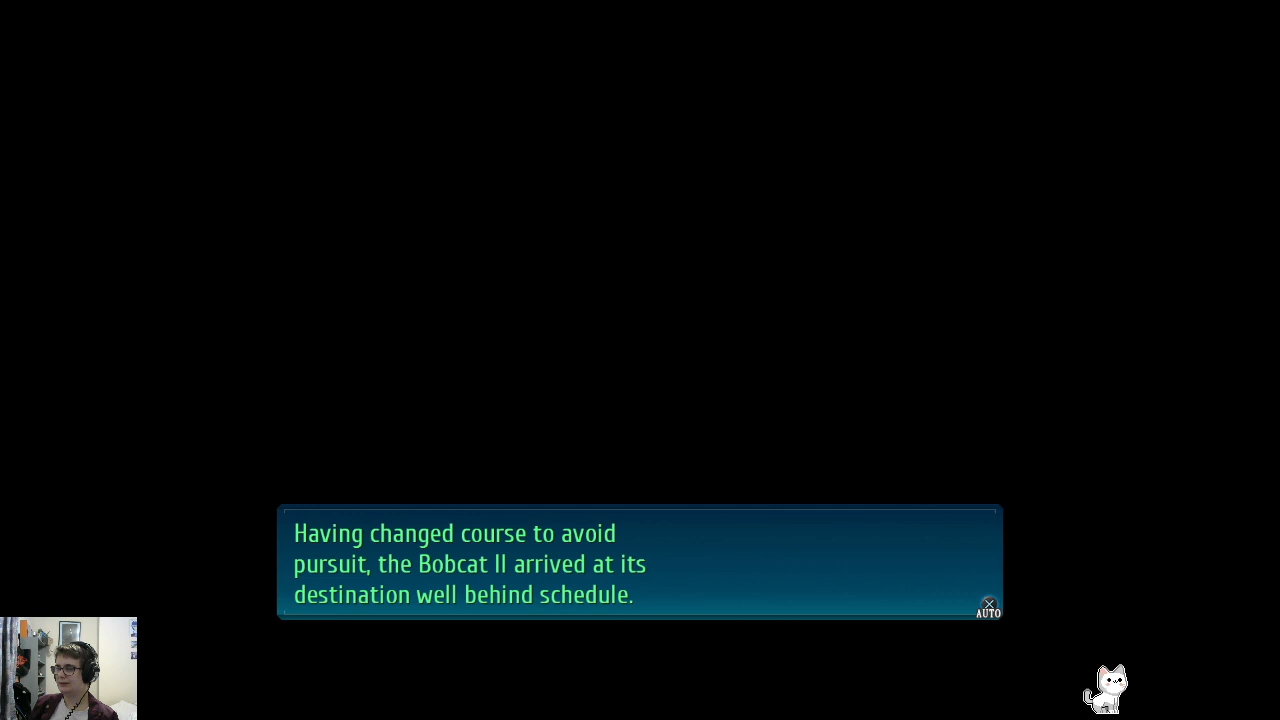 Having changed course to avoid
pursuit, the Bobcat II arrived at its
destination well behind schedule.
AUTO